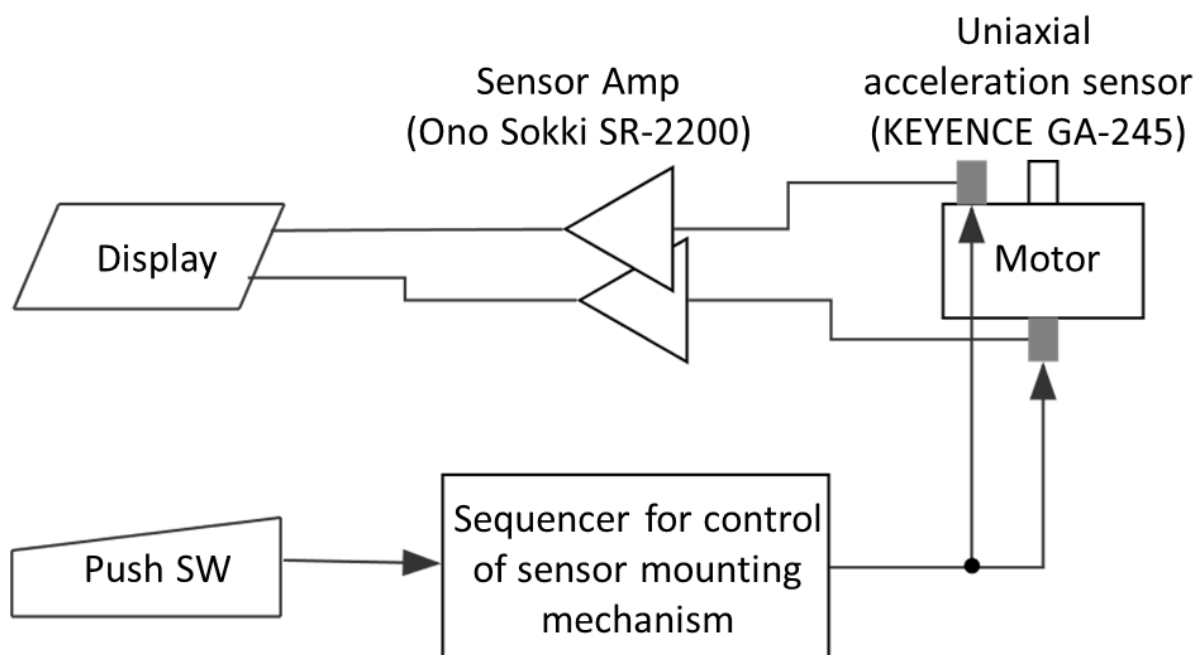 Uniaxial
acceleration sensor
(KEYENCE GA-245)
Sensor Amp
(Ono Sokki SR-2200)
Display
Motor
Push SW
Sequencer for control
of sensor mounting
mechanism